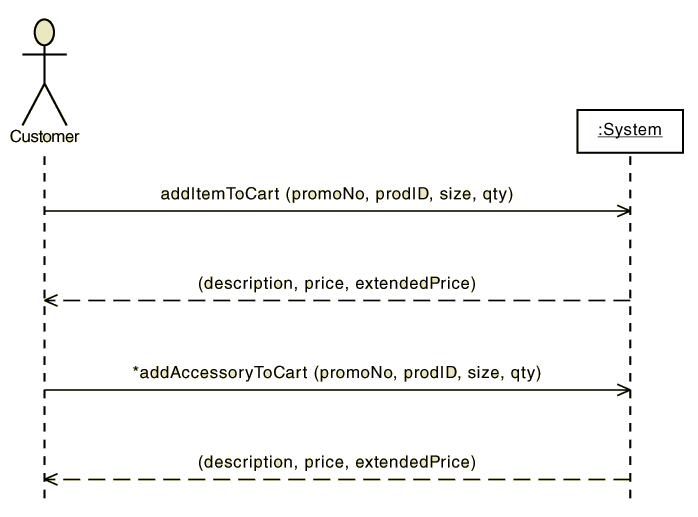 Customer
:System
addItemToCart (promoNo, prodID, size, qty)
(description, price, extendedPrice)
*addAccessoryToCart (promoNo, prodID, size, qty)
(description, price, extendedPrice)